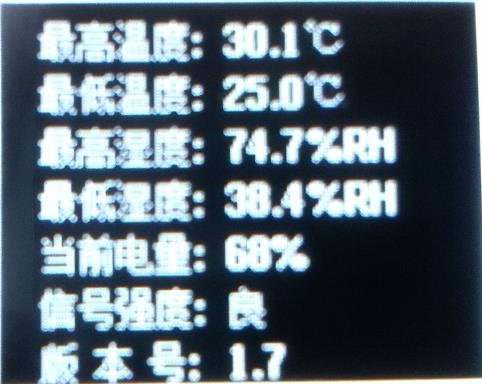 最高温度: 30.1℃
最低温度: 25.0℃
最高湿度: 74.7%RH
最低湿度: 38.4%RH
当前电量: 68%
信号强度: 良
版本号: 1.7